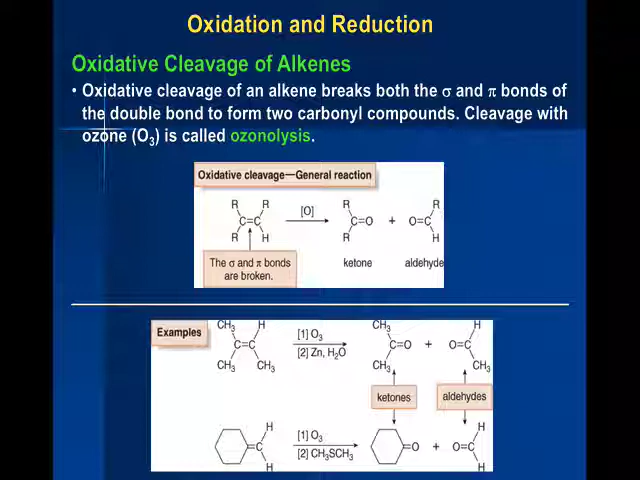 Oxidation and Reduction
Oxidative Cleavage of Alkenes
• Oxidative cleavage of an alkene breaks both the σ and π bonds of
the double bond to form two carbonyl compounds. Cleavage with
ozone (O₃) is called ozonolysis.
Oxidative cleavage—General reaction
R R R R
C=C [O] C=O + O=C
R H R H
The σ and π bonds
are broken.
ketone aldehyde
Examples
CH₃ H CH₃ H
C=C [1] O₃ C=O + O=C
[2] Zn, H₂O
CH₃ CH₃ CH₃ CH₃
ketones aldehydes
H H
=C [1] O₃ =O + O=C
[2] CH₃SCH₃
H H